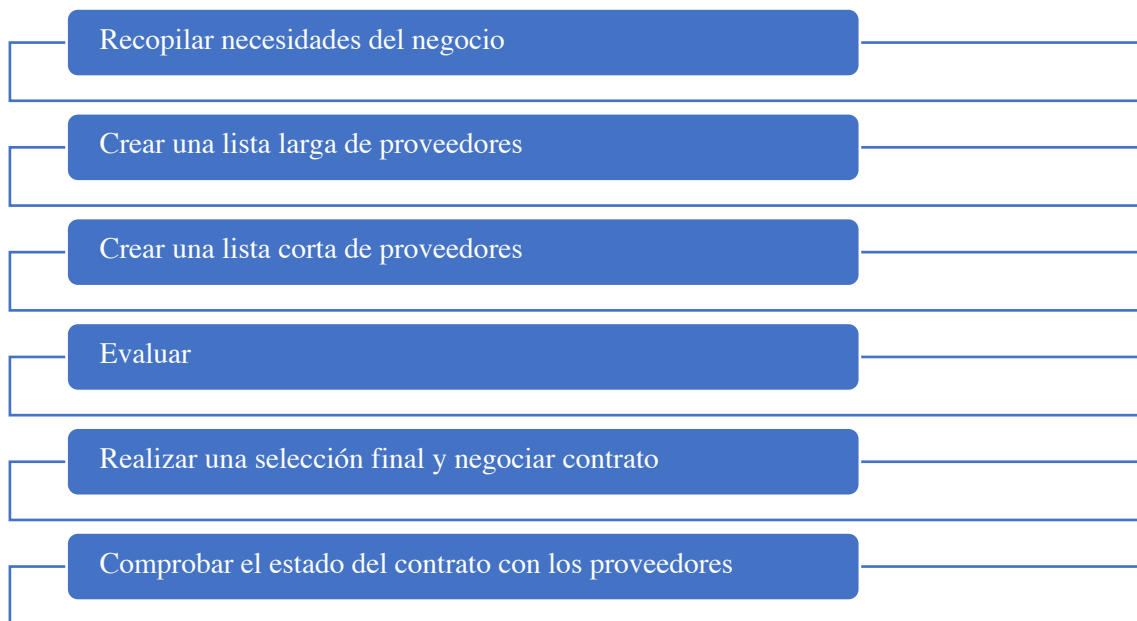 Recopilar necesidades del negocio
Crear una lista larga de proveedores
Crear una lista corta de proveedores
Evaluar
Realizar una selección final y negociar contrato
Comprobar el estado del contrato con los proveedores